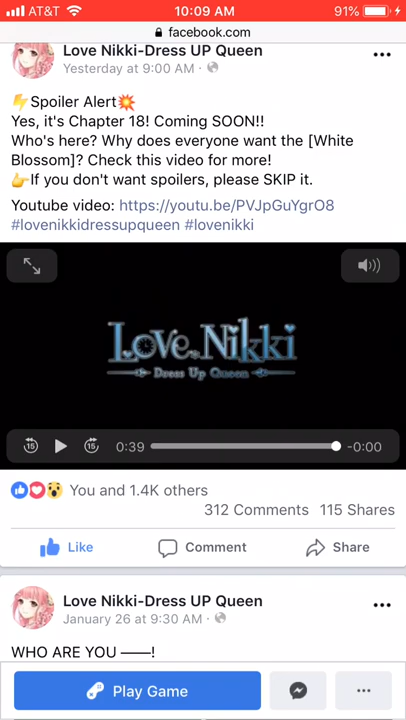 AT&T 10:09 AM 91%
facebook.com
Love Nikki-Dress UP Queen
Yesterday at 9:00 AM ·
⚡Spoiler Alert💥
Yes, it's Chapter 18! Coming SOON!!
Who's here? Why does everyone want the [White
Blossom]? Check this video for more!
👉If you don't want spoilers, please SKIP it.
Youtube video: https://youtu.be/PVJpGuYgrO8
#lovenikkidressupqueen #lovenikki
Love Nikki
Dress Up Queen
15 15 0:39 -0:00
You and 1.4K others
312 Comments 115 Shares
Like Comment Share
Love Nikki-Dress UP Queen
January 26 at 9:30 AM ·
WHO ARE YOU ——!
Play Game